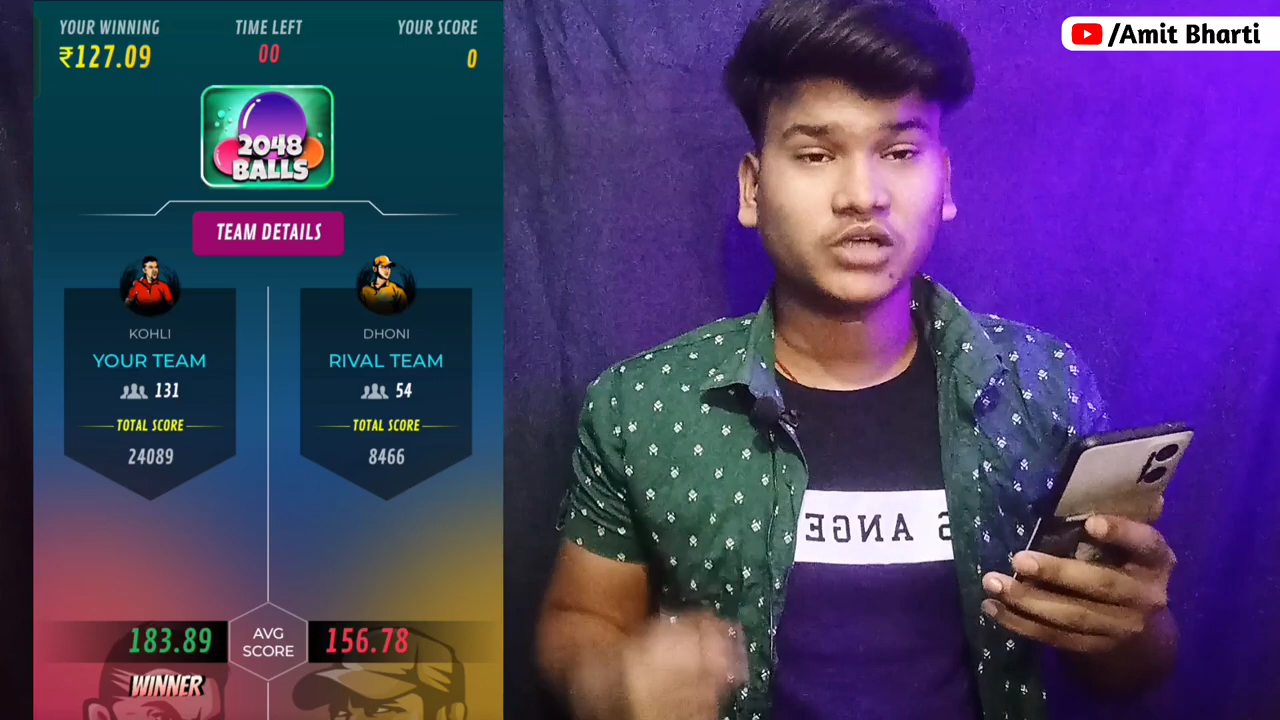 YOUR WINNING
₹127.09
TIME LEFT
00
YOUR SCORE
0
2048
BALLS
TEAM DETAILS
KOHLI
YOUR TEAM
131
TOTAL SCORE
24089
DHONI
RIVAL TEAM
54
TOTAL SCORE
8466
183.89
AVG
SCORE
156.78
WINNER
/Amit Bharti
S ANGE